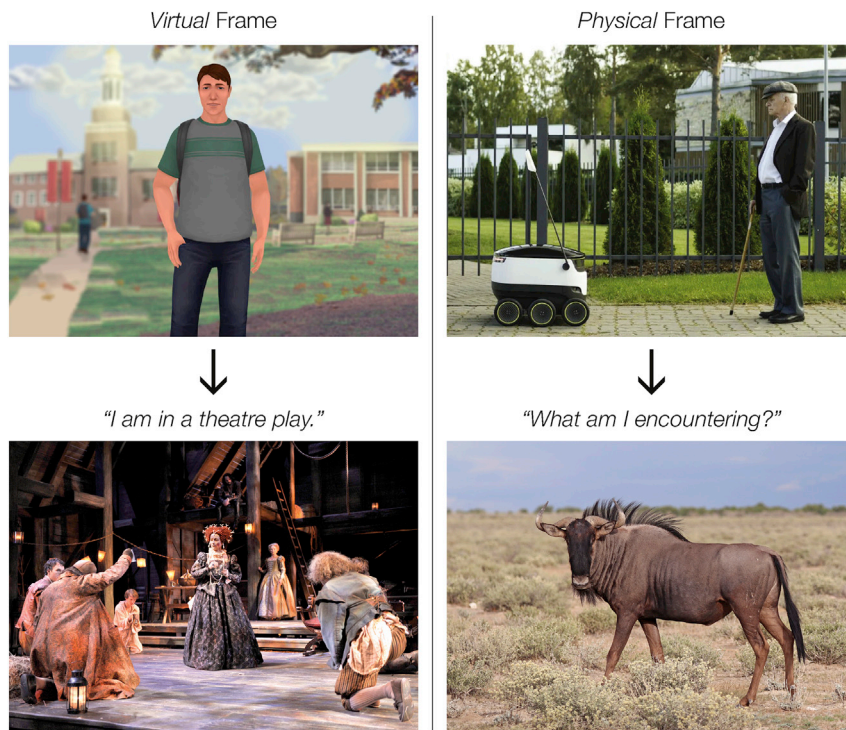 Virtual Frame
Physical Frame
“I am in a theatre play.”
“What am I encountering?”